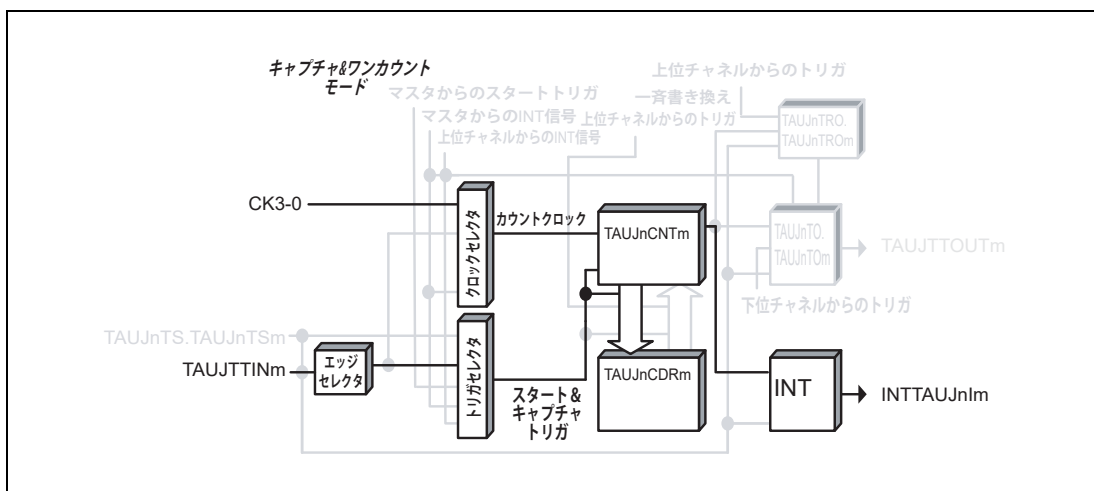 キャプチャ&ワンカウント
モード
マスタからのスタートトリガ
マスタからのINT信号
上位チャネルからのINT信号
上位チャネルからのトリガ
一斉書き換え
上位チャネルからのトリガ
TAUJnTRO.
TAUJnTROm
CK3-0
クロックセレクタ
カウントクロック
TAUJnCNTm
TAUJnTO.
TAUJnTOm
TAUJTTOUTm
下位チャネルからのトリガ
TAUJnTS.TAUJnTSm
TAUJTTINm
エッジ
セレクタ
トリガセレクタ
スタート&
キャプチャ
トリガ
TAUJnCDRm
INT
INTTAUJnIm